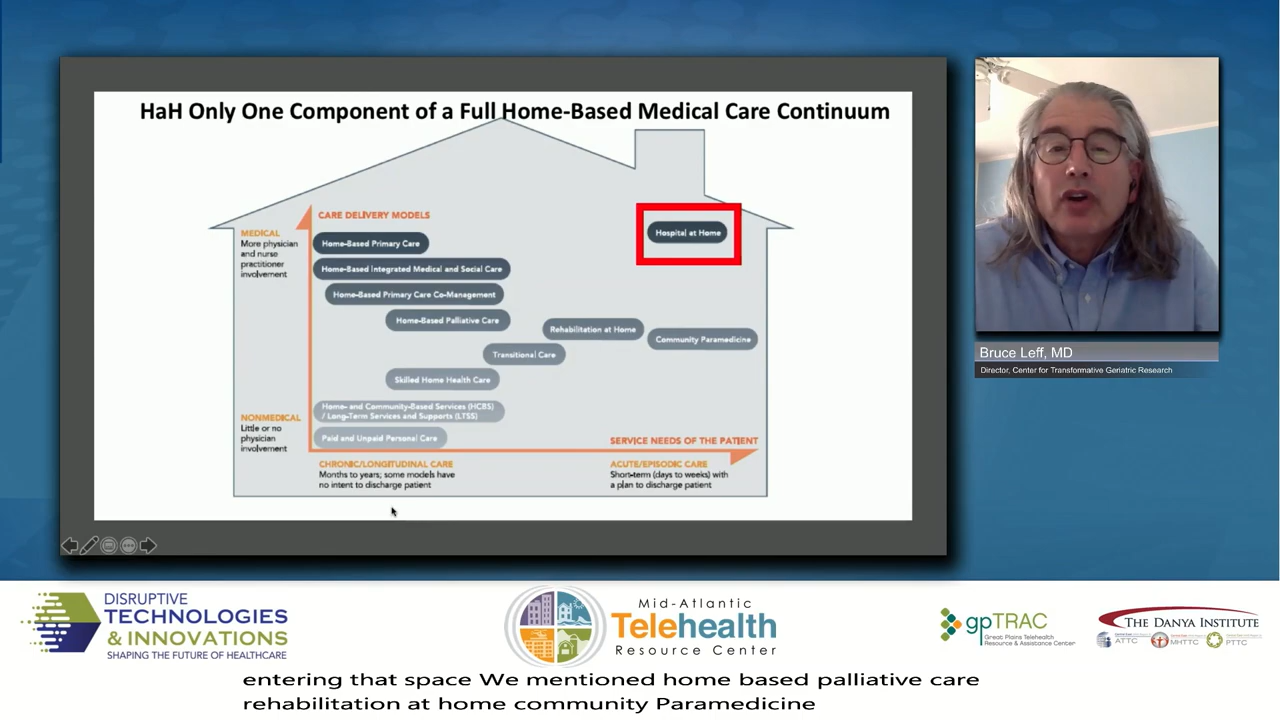 HaH Only One Component of a Full Home-Based Medical Care Continuum
CARE DELIVERY MODELS
MEDICAL
More physician
and nurse
practitioner
involvement
Home-Based Primary Care
Home-Based Integrated Medical and Social Care
Home-Based Primary Care Co-Management
Home-Based Palliative Care
Hospital at Home
Rehabilitation at Home
Community Paramedicine
Transitional Care
Skilled Home Health Care
Home- and Community-Based Services (HCBS)
/ Long-Term Services and Supports (LTSS)
Paid and Unpaid Personal Care
NONMEDICAL
Little or no
physician
involvement
SERVICE NEEDS OF THE PATIENT
CHRONIC/LONGITUDINAL CARE
Months to years; some models have
no intent to discharge patient
ACUTE/EPISODIC CARE
Short-term (days to weeks) with
a plan to discharge patient
Bruce Leff, MD
Director, Center for Transformative Geriatric Research
DISRUPTIVE
TECHNOLOGIES
& INNOVATIONS
SHAPING THE FUTURE OF HEALTHCARE
Mid-Atlantic
Telehealth
Resource Center
gpTRAC
Great Plains Telehealth
Resource & Assistance Center
THE DANYA INSTITUTE
ATTC
MHTTC
PTTC
entering that space We mentioned home based palliative care
rehabilitation at home community Paramedicine